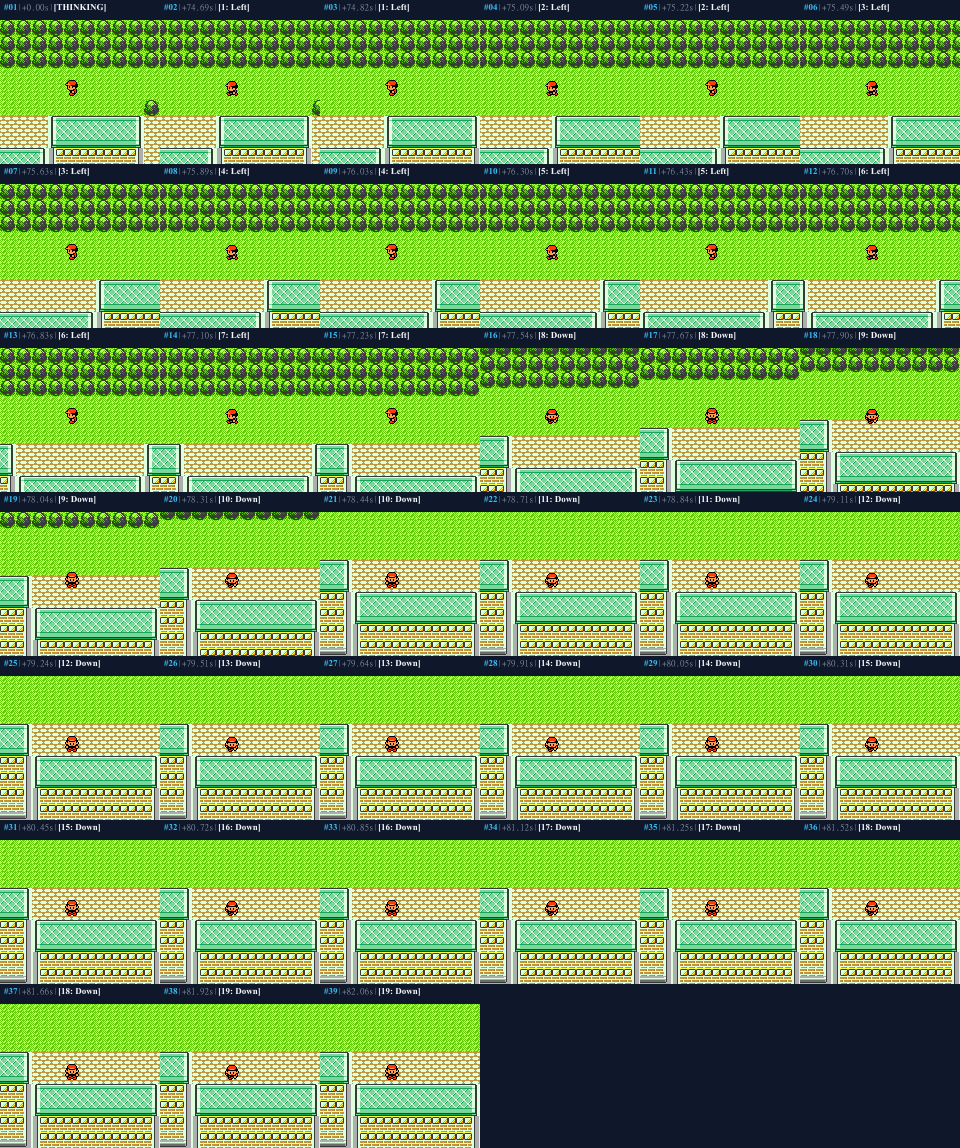 #01|+0.00s|[THINKING] #02|+74.69s|[1: Left] #03|+74.82s|[1: Left] #04|+75.09s|[2: Left] #05|+75.22s|[2: Left] #06|+75.49s|[3: Left]
#07|+75.63s|[3: Left] #08|+75.89s|[4: Left] #09|+76.03s|[4: Left] #10|+76.30s|[5: Left] #11|+76.43s|[5: Left] #12|+76.70s|[6: Left]
#13|+76.83s|[6: Left] #14|+77.10s|[7: Left] #15|+77.23s|[7: Left] #16|+77.54s|[8: Down] #17|+77.67s|[8: Down] #18|+77.90s|[9: Down]
#19|+78.04s|[9: Down] #20|+78.31s|[10: Down] #21|+78.44s|[10: Down] #22|+78.71s|[11: Down] #23|+78.84s|[11: Down] #24|+79.11s|[12: Down]
#25|+79.24s|[12: Down] #26|+79.51s|[13: Down] #27|+79.64s|[13: Down] #28|+79.91s|[14: Down] #29|+80.05s|[14: Down] #30|+80.31s|[15: Down]
#31|+80.45s|[15: Down] #32|+80.72s|[16: Down] #33|+80.85s|[16: Down] #34|+81.12s|[17: Down] #35|+81.25s|[17: Down] #36|+81.52s|[18: Down]
#37|+81.66s|[18: Down] #38|+81.92s|[19: Down] #39|+82.06s|[19: Down]